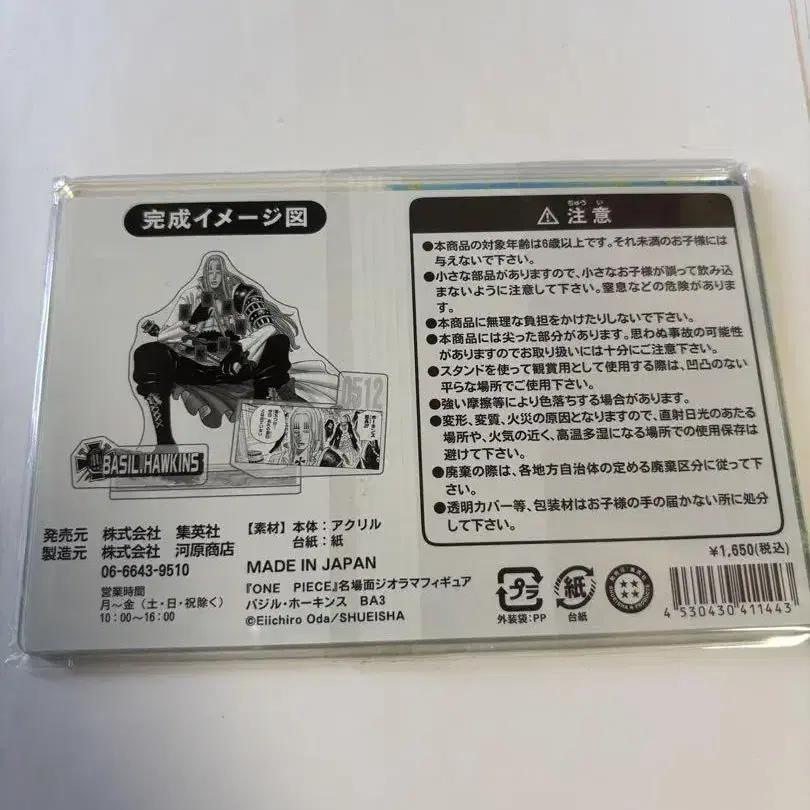 完成イメージ図
0512
BASIL.HAWKINS
発売元 株式会社 集英社
製造元 株式会社 河原商店
06-6643-9510
営業時間
月~金(土・日・祝除く)
10:00~16:00
【素材】本体:アクリル
台紙:紙
MADE IN JAPAN
『ONE PIECE』名場面ジオラマフィギュア
バジル・ホーキンス BA3
©Eiichiro Oda/SHUEISHA
ちゅう い
⚠ 注意
●本商品の対象年齢は6歳以上です。それ未満のお子様には
与えないで下さい。
●小さな部品がありますので、小さなお子様が誤って飲み込
まないように注意して下さい。窒息などの危険がありま
す。
●本商品に無理な負担をかけたりしないで下さい。
●本商品には尖った部分があります。思わぬ事故の可能性
がありますのでお取り扱いには十分にご注意下さい。
●スタンドを使って観賞用として使用する際は、凹凸のない
平らな場所でご使用下さい。
●強い摩擦等により色落ちする場合があります。
●変形、変質、火災の原因となりますので、直射日光のあたる
場所や、火気の近く、高温多湿になる場所での使用保存は
避けて下さい。
●廃棄の際は、各地方自治体の定める廃棄区分に従って下
さい。
●透明カバー等、包装材はお子様の手の届かない所に処分
して下さい。
¥1,650(税込)
プラ
外装袋:PP
紙
台紙
4 530430 411443